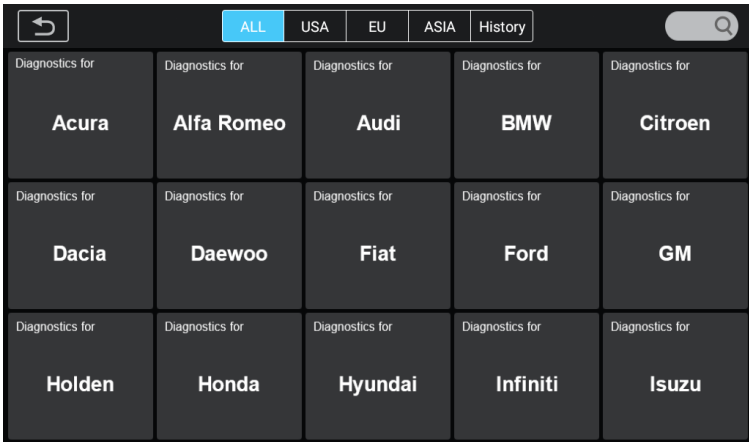 ALL USA EU ASIA History
Diagnostics for Diagnostics for Diagnostics for Diagnostics for Diagnostics for
Acura Alfa Romeo Audi BMW Citroen
Diagnostics for Diagnostics for Diagnostics for Diagnostics for Diagnostics for
Dacia Daewoo Fiat Ford GM
Diagnostics for Diagnostics for Diagnostics for Diagnostics for Diagnostics for
Holden Honda Hyundai Infiniti Isuzu